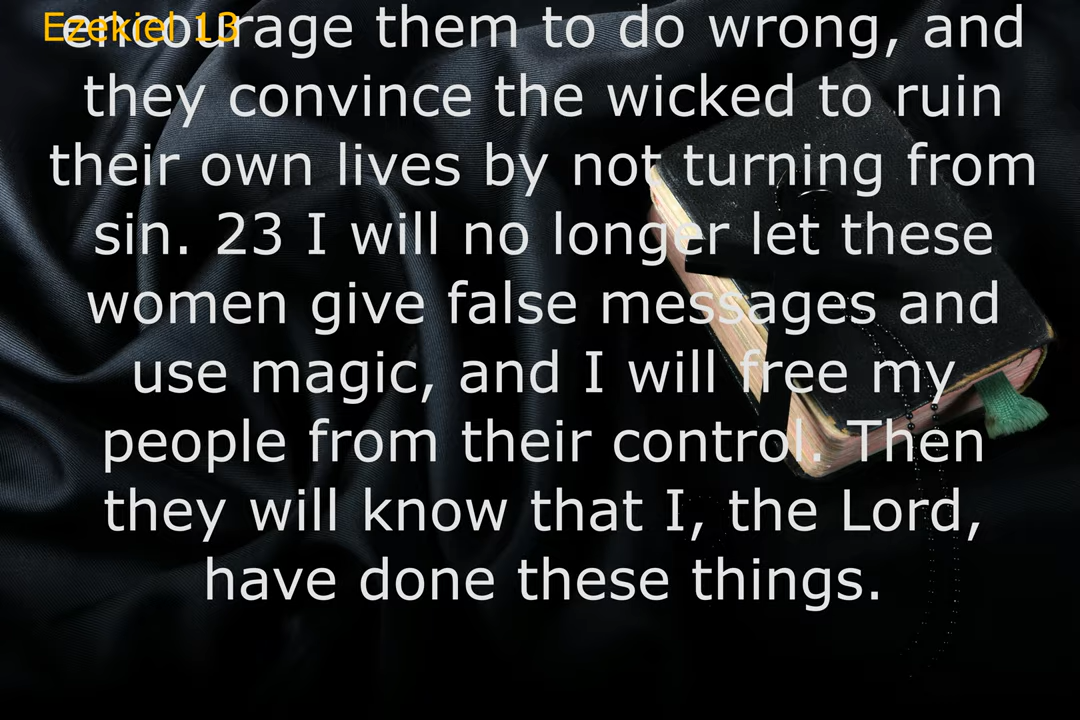 Ezekiel 13
encourage them to do wrong, and
they convince the wicked to ruin
their own lives by not turning from
sin. 23 I will no longer let these
women give false messages and
use magic, and I will free my
people from their control. Then
they will know that I, the Lord,
have done these things.